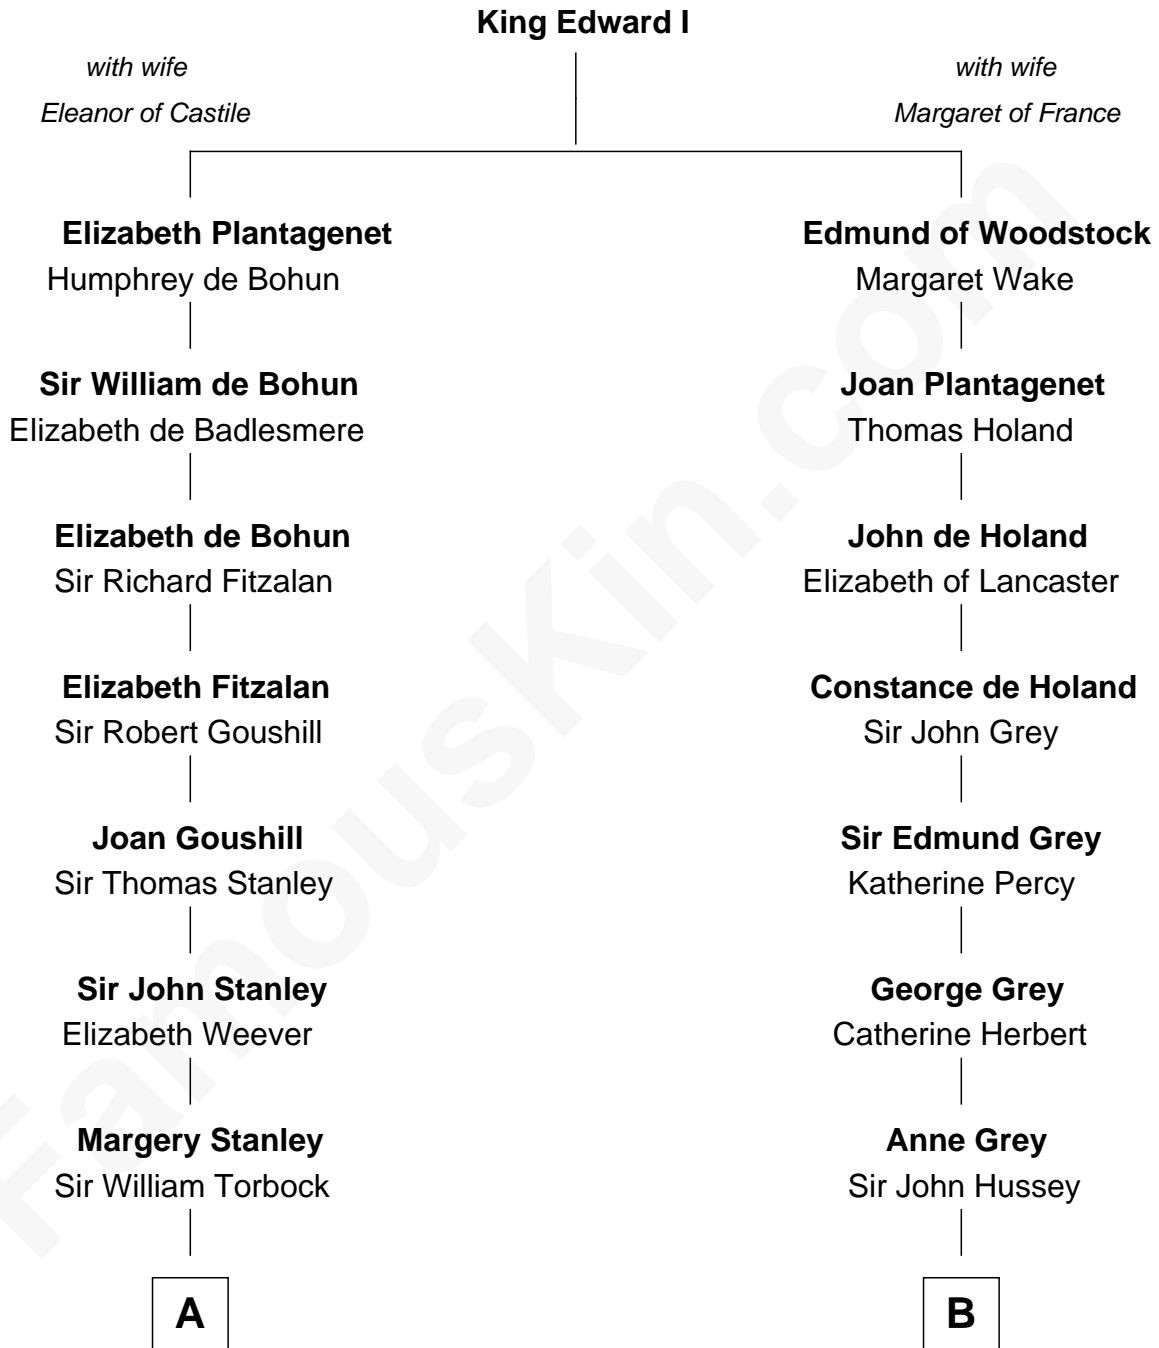 King Edward I
with wife
Eleanor of Castile
with wife
Margaret of France
Elizabeth Plantagenet
Humphrey de Bohun
Edmund of Woodstock
Margaret Wake
Sir William de Bohun
Elizabeth de Badlesmere
Joan Plantagenet
Thomas Holand
Elizabeth de Bohun
Sir Richard Fitzalan
John de Holand
Elizabeth of Lancaster
Elizabeth Fitzalan
Sir Robert Goushill
Constance de Holand
Sir John Grey
Joan Goushill
Sir Thomas Stanley
Sir Edmund Grey
Katherine Percy
Sir John Stanley
Elizabeth Weever
George Grey
Catherine Herbert
Margery Stanley
Sir William Torbock
Anne Grey
Sir John Hussey
A
B
FamousKin.com